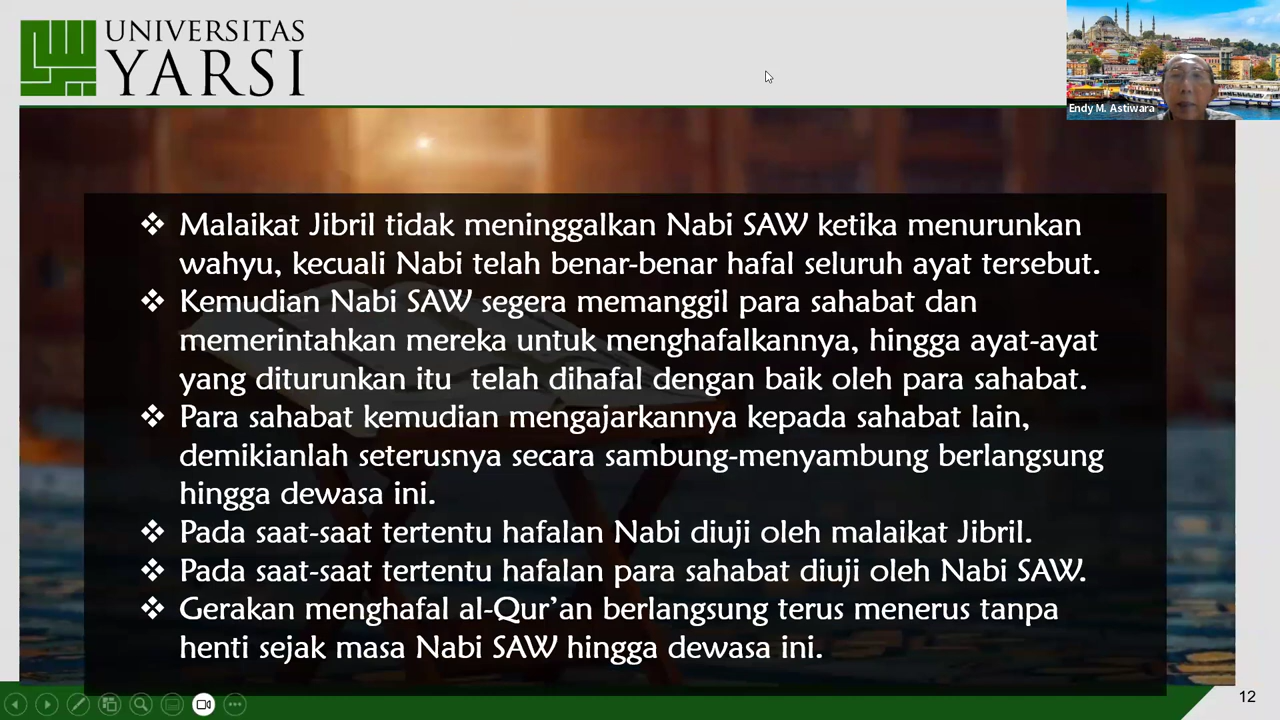 UNIVERSITAS
YARSI
Endy M. Astiwara
❖ Malaikat Jibril tidak meninggalkan Nabi SAW ketika menurunkan
wahyu, kecuali Nabi telah benar-benar hafal seluruh ayat tersebut.
❖ Kemudian Nabi SAW segera memanggil para sahabat dan
memerintahkan mereka untuk menghafalkannya, hingga ayat-ayat
yang diturunkan itu  telah dihafal dengan baik oleh para sahabat.
❖ Para sahabat kemudian mengajarkannya kepada sahabat lain,
demikianlah seterusnya secara sambung-menyambung berlangsung
hingga dewasa ini.
❖ Pada saat-saat tertentu hafalan Nabi diuji oleh malaikat Jibril.
❖ Pada saat-saat tertentu hafalan para sahabat diuji oleh Nabi SAW.
❖ Gerakan menghafal al-Qur’an berlangsung terus menerus tanpa
henti sejak masa Nabi SAW hingga dewasa ini.
12